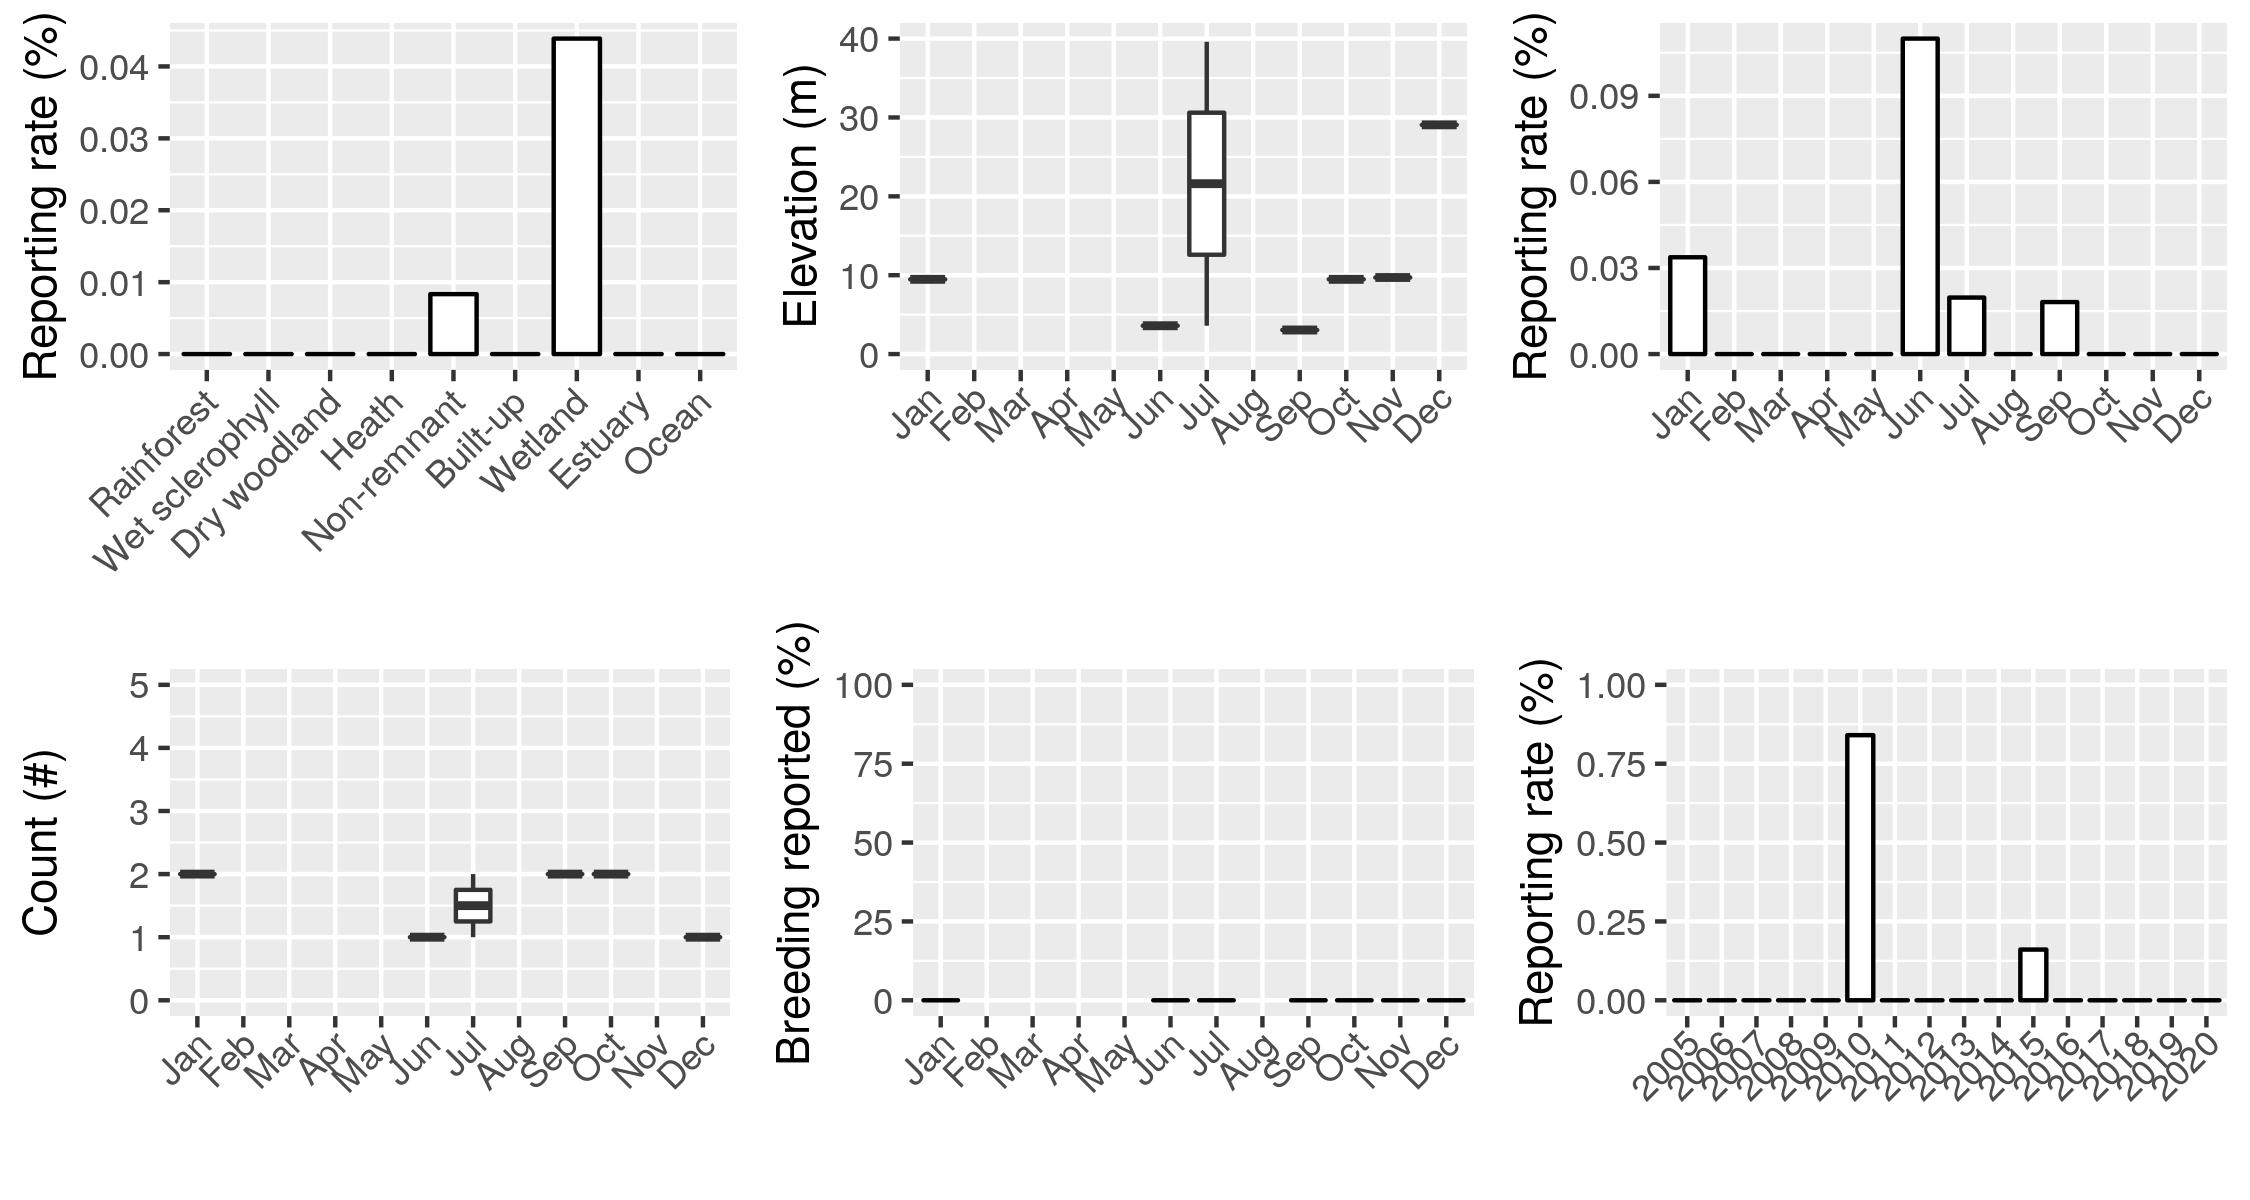 Reporting rate (%)
0.04
0.03
0.02
0.01
0.00
Rainforest
Wet sclerophyll
Dry woodland
Heath
Non-remnant
Built-up
Wetland
Estuary
Ocean
Elevation (m)
40
30
20
10
0
Jan Feb Mar Apr May Jun Jul Aug Sep Oct Nov Dec
Reporting rate (%)
0.09
0.06
0.03
0.00
Jan Feb Mar Apr May Jun Jul Aug Sep Oct Nov Dec
Count (#)
5
4
3
2
1
0
Jan Feb Mar Apr May Jun Jul Aug Sep Oct Nov Dec
Breeding reported (%)
100
75
50
25
0
Jan Feb Mar Apr May Jun Jul Aug Sep Oct Nov Dec
Reporting rate (%)
1.00
0.75
0.50
0.25
0.00
2005 2006 2007 2008 2009 2010 2011 2012 2013 2014 2015 2016 2017 2018 2019 2020